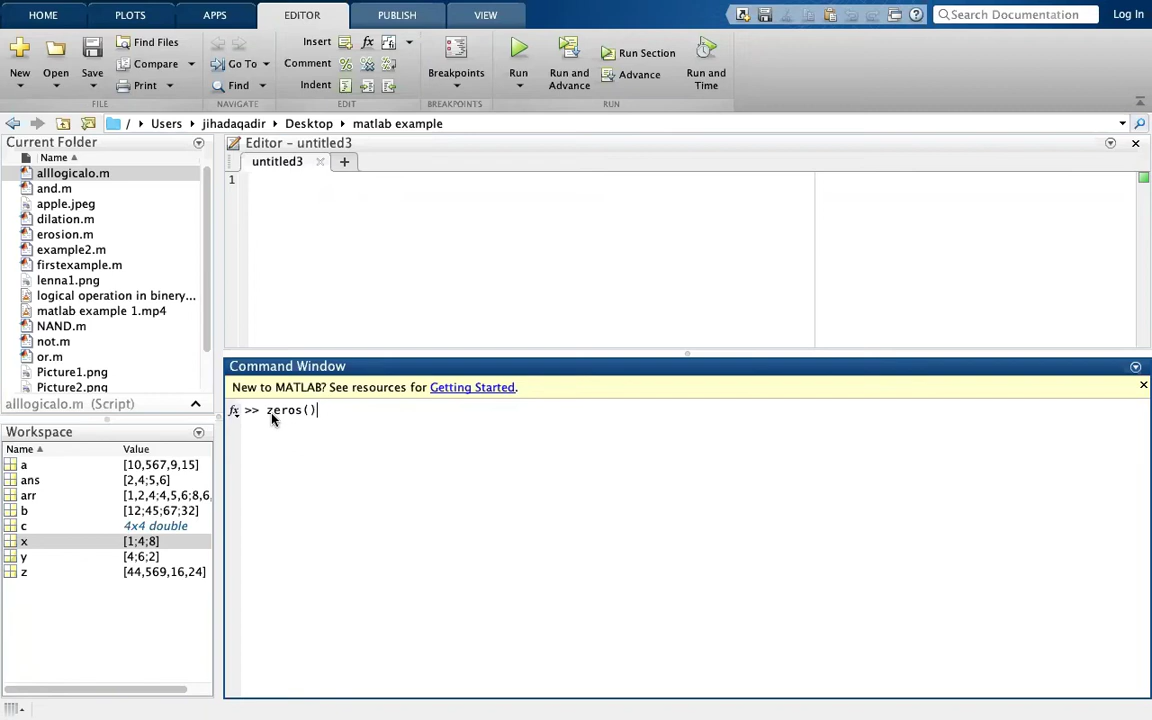 HOME PLOTS APPS EDITOR PUBLISH VIEW Search Documentation Log In
New Open Save Find Files Compare Print
FILE
Go To Find
NAVIGATE
Insert fx
Comment %
Indent
EDIT
Breakpoints
BREAKPOINTS
Run Run and Advance Run Section Advance Run and Time
RUN
/ Users jihadaqadir Desktop matlab example
Current Folder
Name
alllogicalo.m
and.m
apple.jpeg
dilation.m
erosion.m
example2.m
firstexample.m
lenna1.png
logical operation in binery...
matlab example 1.mp4
NAND.m
not.m
or.m
Picture1.png
Picture2.png
alllogicalo.m (Script)
Workspace
Name Value
a [10,567,9,15]
ans [2,4;5,6]
arr [1,2,4;4,5,6;8,6,
b [12;45;67;32]
c 4x4 double
x [1;4;8]
y [4;6;2]
z [44,569,16,24]
Editor - untitled3
untitled3
1
Command Window
New to MATLAB? See resources for Getting Started.
fx >> zeros()